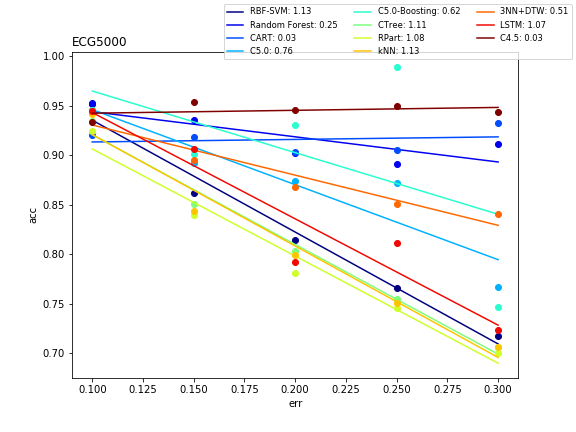 RBF-SVM: 1.13 C5.0-Boosting: 0.62 3NN+DTW: 0.51
Random Forest: 0.25 CTree: 1.11 LSTM: 1.07
CART: 0.03 RPart: 1.08 C4.5: 0.03
C5.0: 0.76 kNN: 1.13
ECG5000
1.00
0.95
0.90
0.85
0.80
0.75
0.70
acc
0.100 0.125 0.150 0.175 0.200 0.225 0.250 0.275 0.300
err